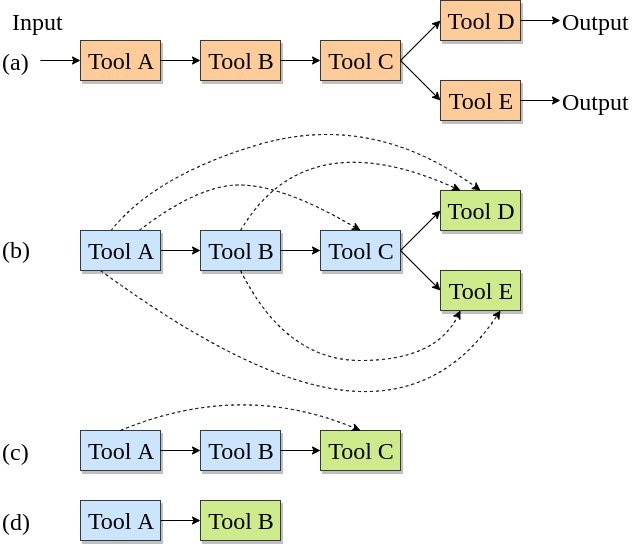 Input
Tool D
Output
(a)
Tool A
Tool B
Tool C
Tool E
Output
Tool D
(b)
Tool A
Tool B
Tool C
Tool E
(c)
Tool A
Tool B
Tool C
(d)
Tool A
Tool B